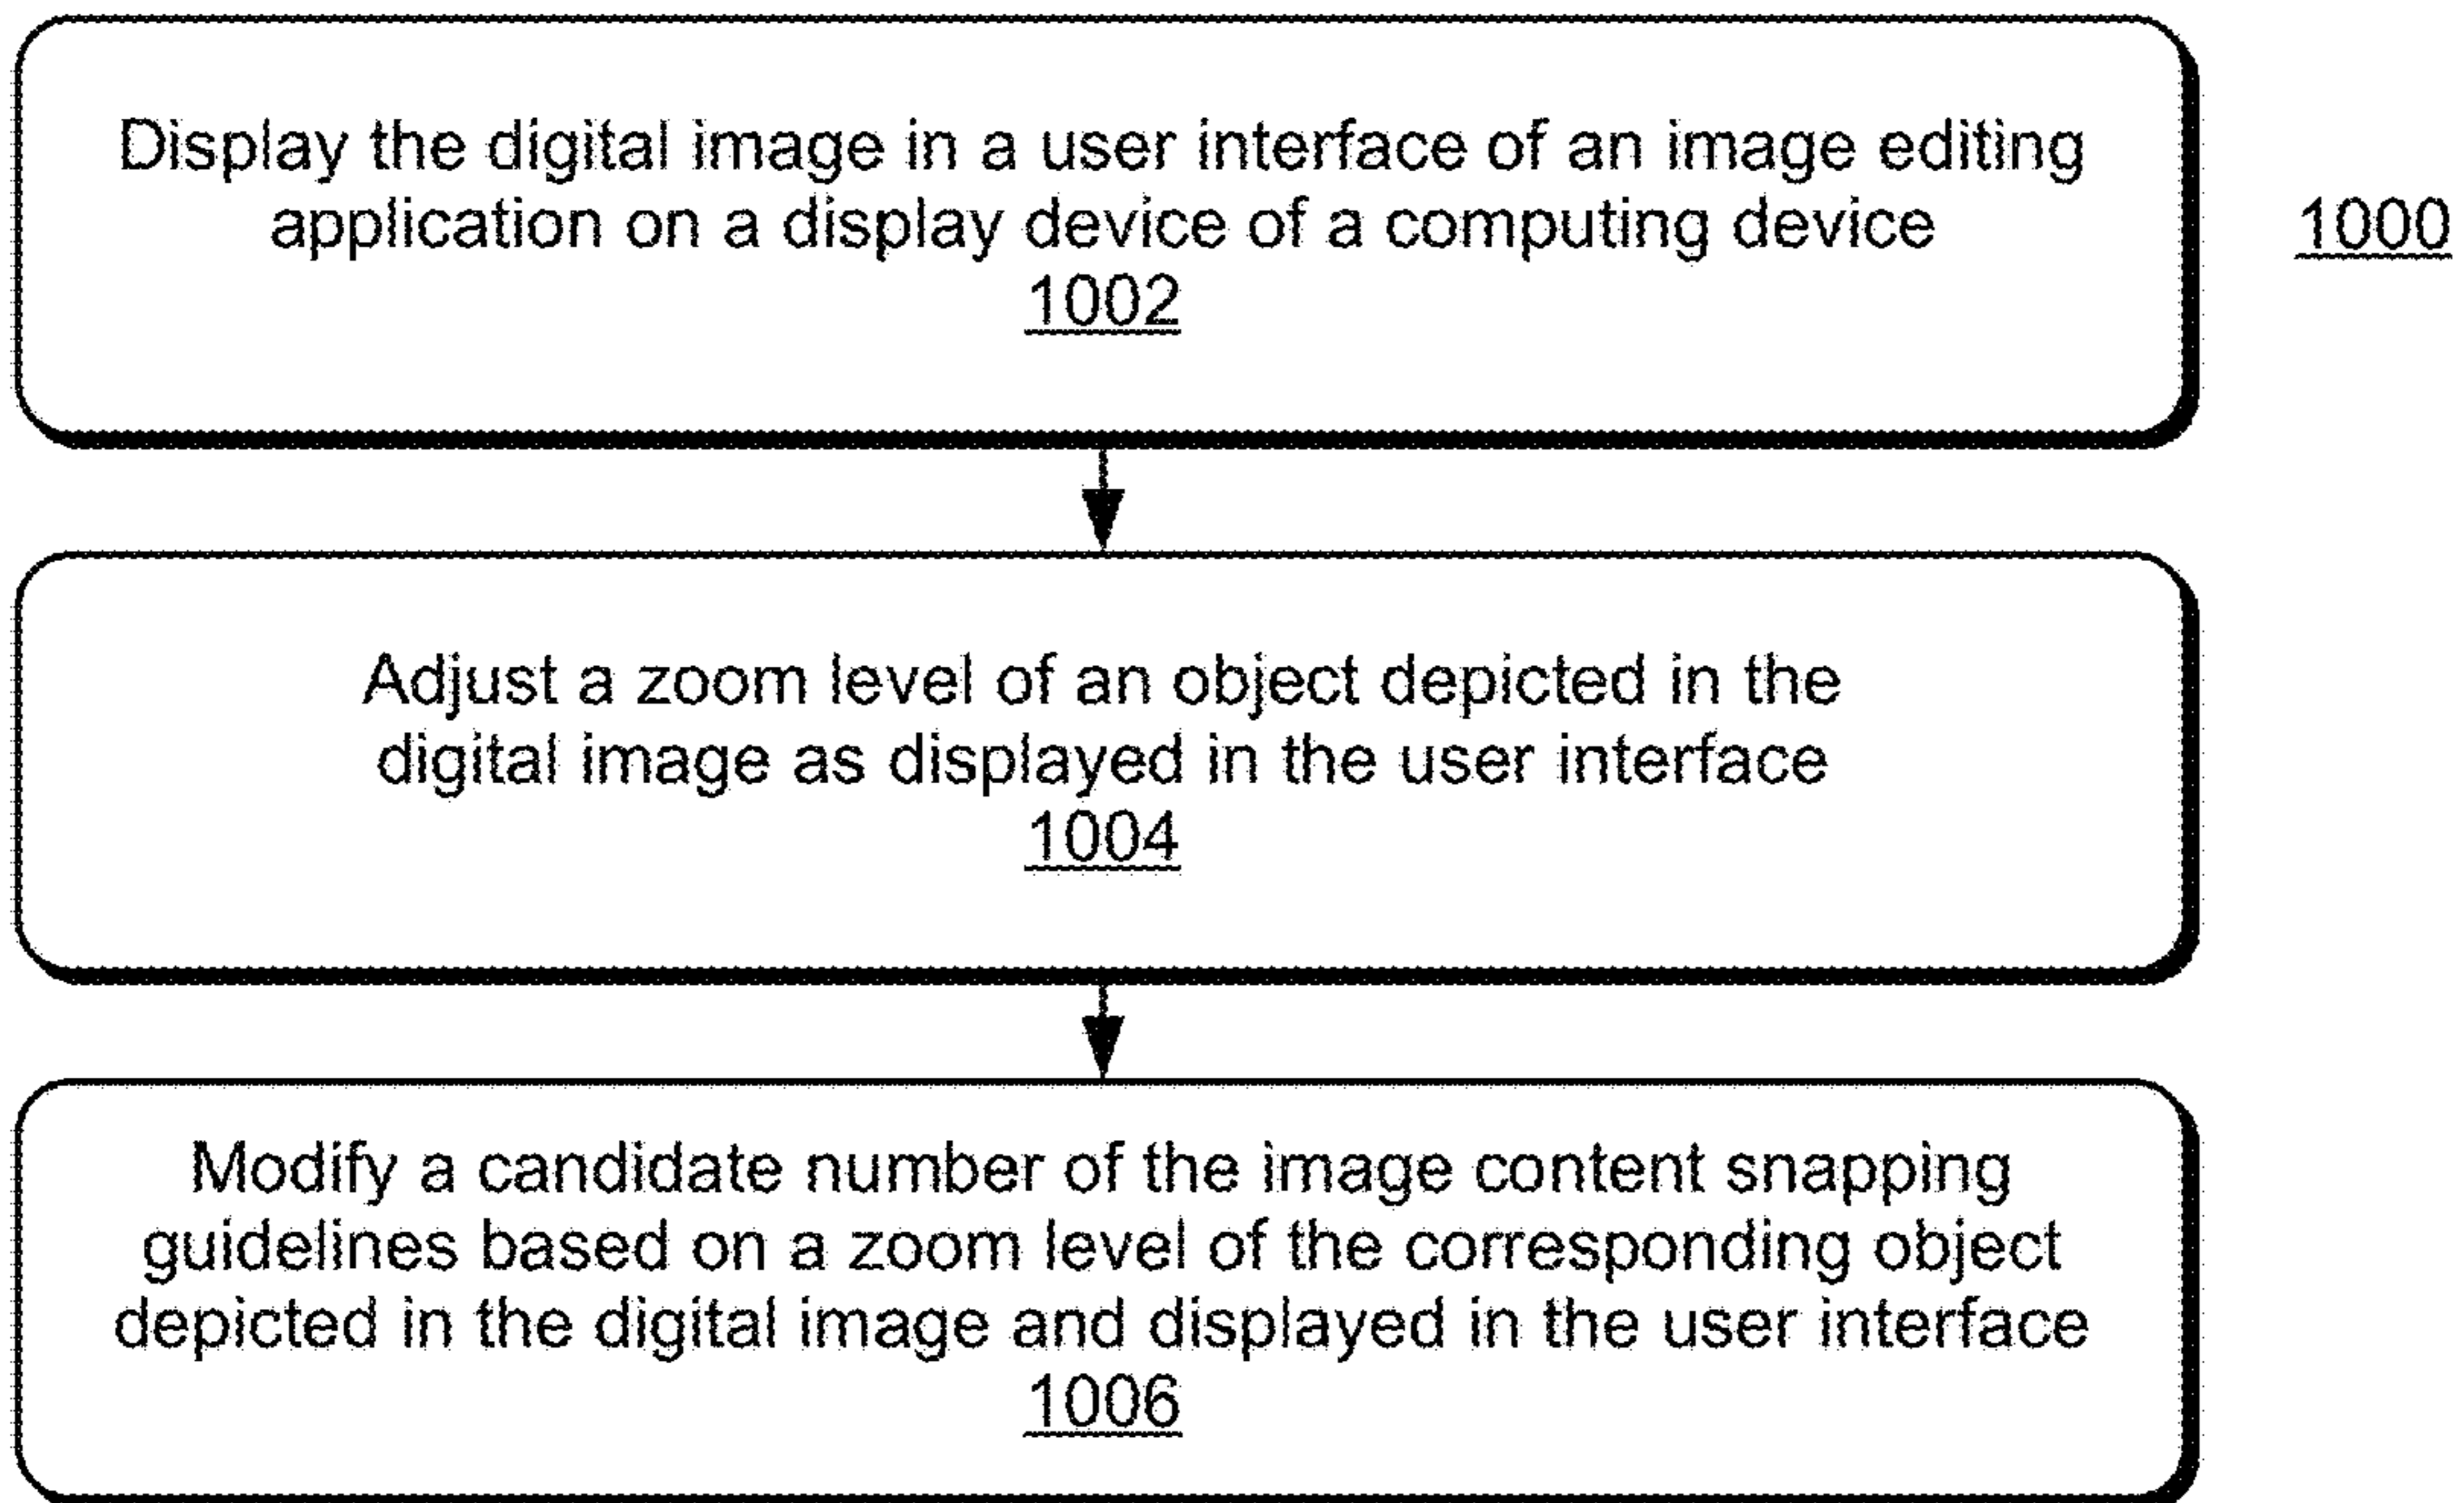 Display the digital image in a user interface of an image editing
application on a display device of a computing device
1002
1000
Adjust a zoom level of an object depicted in the
digital image as displayed in the user interface
1004
Modify a candidate number of the image content snapping
guidelines based on a zoom level of the corresponding object
depicted in the digital image and displayed in the user interface
1006